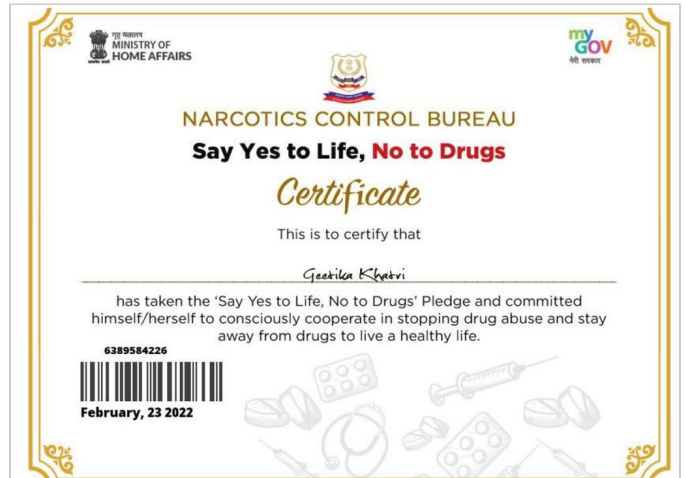 गृह मंत्रालय
MINISTRY OF
HOME AFFAIRS
my
GOV
मेरी सरकार
NARCOTICS CONTROL BUREAU
Say Yes to Life, No to Drugs
Certificate
This is to certify that
Geetika Khatri
has taken the ‘Say Yes to Life, No to Drugs’ Pledge and committed
himself/herself to consciously cooperate in stopping drug abuse and stay
away from drugs to live a healthy life.
6389584226
February, 23 2022